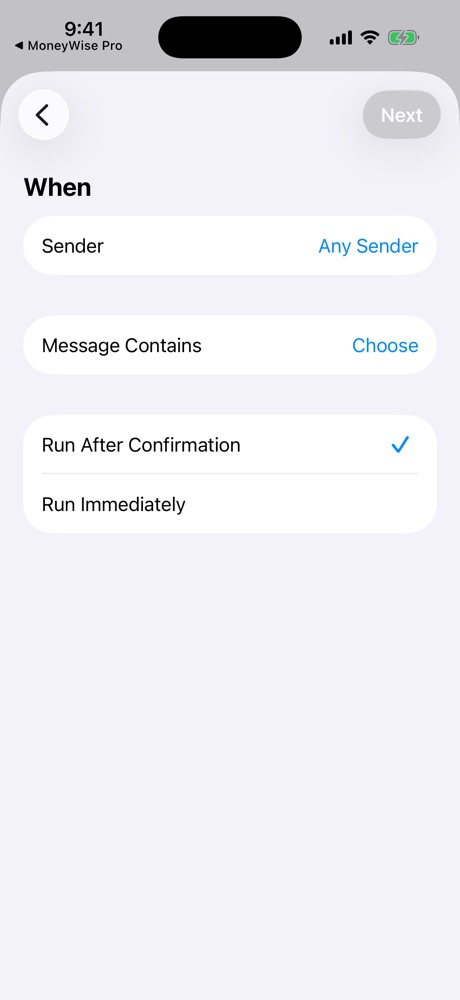 9:41
◀ MoneyWise Pro
Next
When
Sender Any Sender
Message Contains Choose
Run After Confirmation
Run Immediately